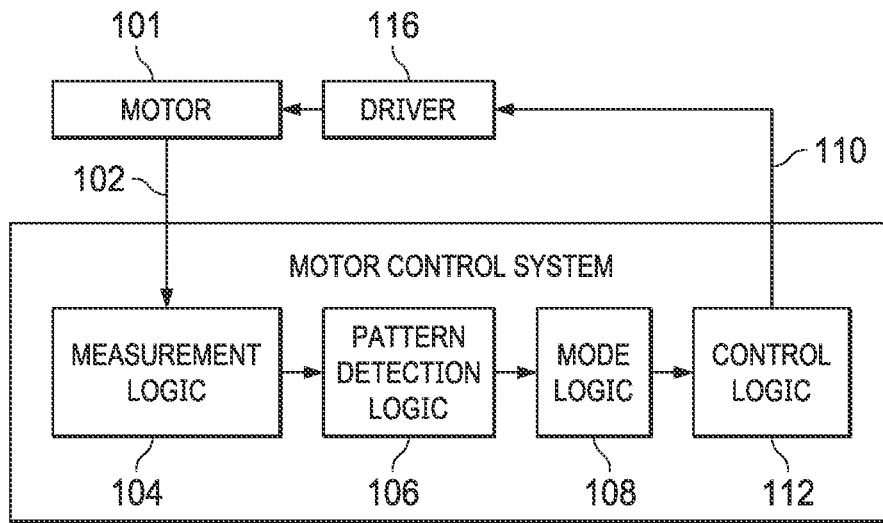 101
116
MOTOR
DRIVER
102
110
MOTOR CONTROL SYSTEM
MEASUREMENT
LOGIC
PATTERN
DETECTION
LOGIC
MODE
LOGIC
CONTROL
LOGIC
104
106
108
112